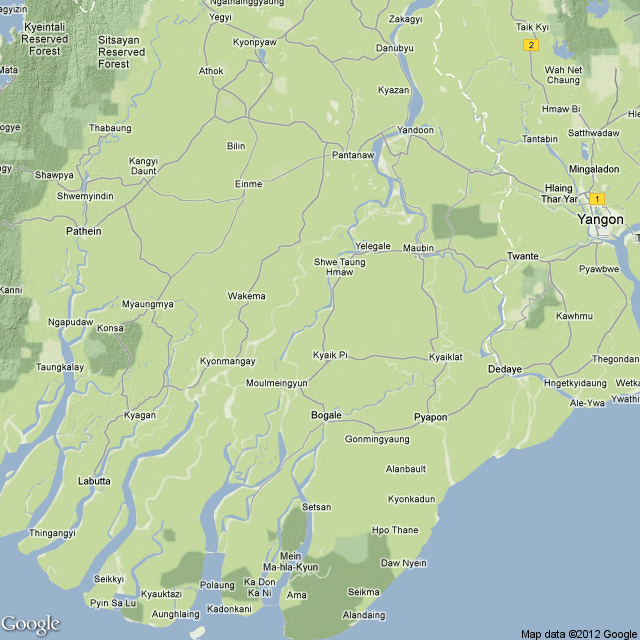 Ngathainggyaung
Kyeintali
Reserved
Forest
Yegyi
Zakagyi
Taik Kyi
Sitsayan
Reserved
Forest
Kyonpyaw
Danubyu
2
Athok
Wah Net
Chaung
Kyazan
Hmaw Bi
Thabaung
Yandoon
Satthwadaw
Tantabin
Bilin
Pantanaw
Kangyi
Daunt
Mingaladon
Shawpya
Einme
Hlaing
Thar Yar
1
Shwemyindin
Yangon
Pathein
Yelegale
Maubin
Twante
Shwe Taung
Hmaw
Pyawbwe
Kanni
Wakema
Myaungmya
Kawhmu
Ngapudaw
Konsa
Kyonmangay
Kyaik Pi
Kyaiklat
Thegondan
Taungkalay
Dedaye
Moulmeingyun
Hngetkyidaung
Wetka
Ywathit
Ale-Ywa
Kyagan
Bogale
Pyapon
Gonmingyaung
Alanbault
Labutta
Kyonkadun
Setsan
Thingangyi
Hpo Thane
Mein
Ma-hla-Kyun
Daw Nyein
Seikkyi
Polaung
Ka Don
Ka Ni
Kyauktazi
Ama
Seikma
Pyin Sa Lu
Kadonkani
Aunghlaing
Alandaing
Google
Map data ©2012 Google